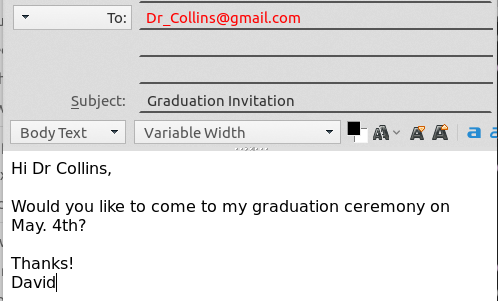 To: Dr_Collins@gmail.com
Subject: Graduation Invitation
Body Text Variable Width
Hi Dr Collins,
Would you like to come to my graduation ceremony on
May. 4th?
Thanks!
David